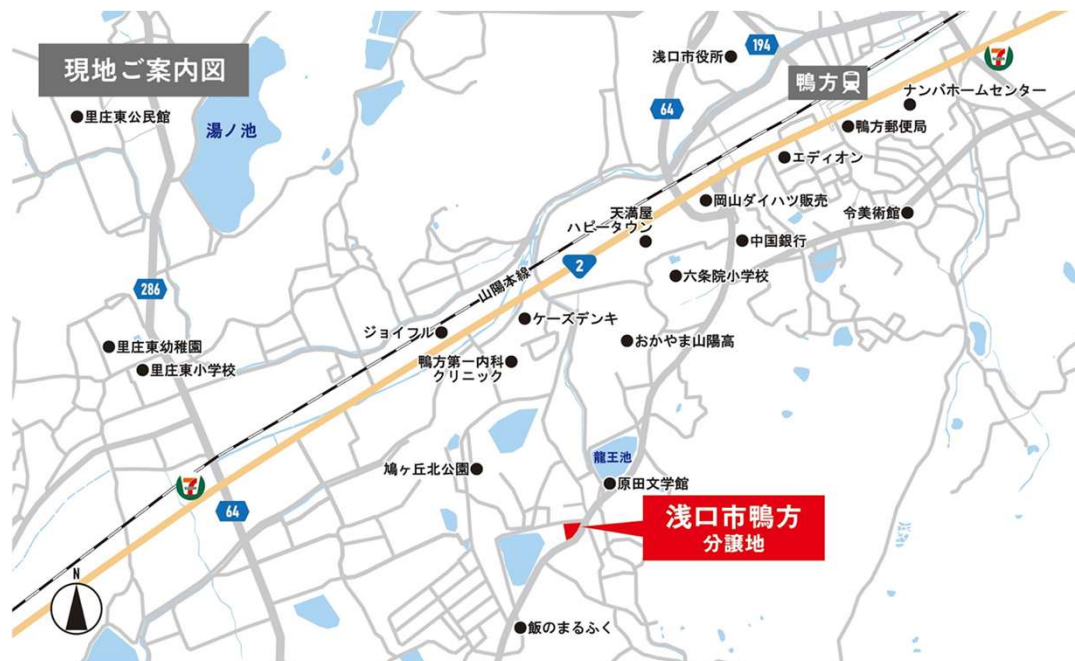 現地ご案内図
里庄東公民館
湯ノ池
浅口市役所
194
鴨方
64
ナンバホームセンター
鴨方郵便局
エディオン
岡山ダイハツ販売
天満屋
ハピータウン
令美術館
中国銀行
2
六条院小学校
山陽本線
286
ジョイフル
ケーズデンキ
里庄東幼稚園
里庄東小学校
鴨方第一内科
クリニック
おかやま山陽高
鳩ヶ丘北公園
龍王池
原田文学館
7
64
浅口市鴨方
分譲地
N
飯のまるふく
7